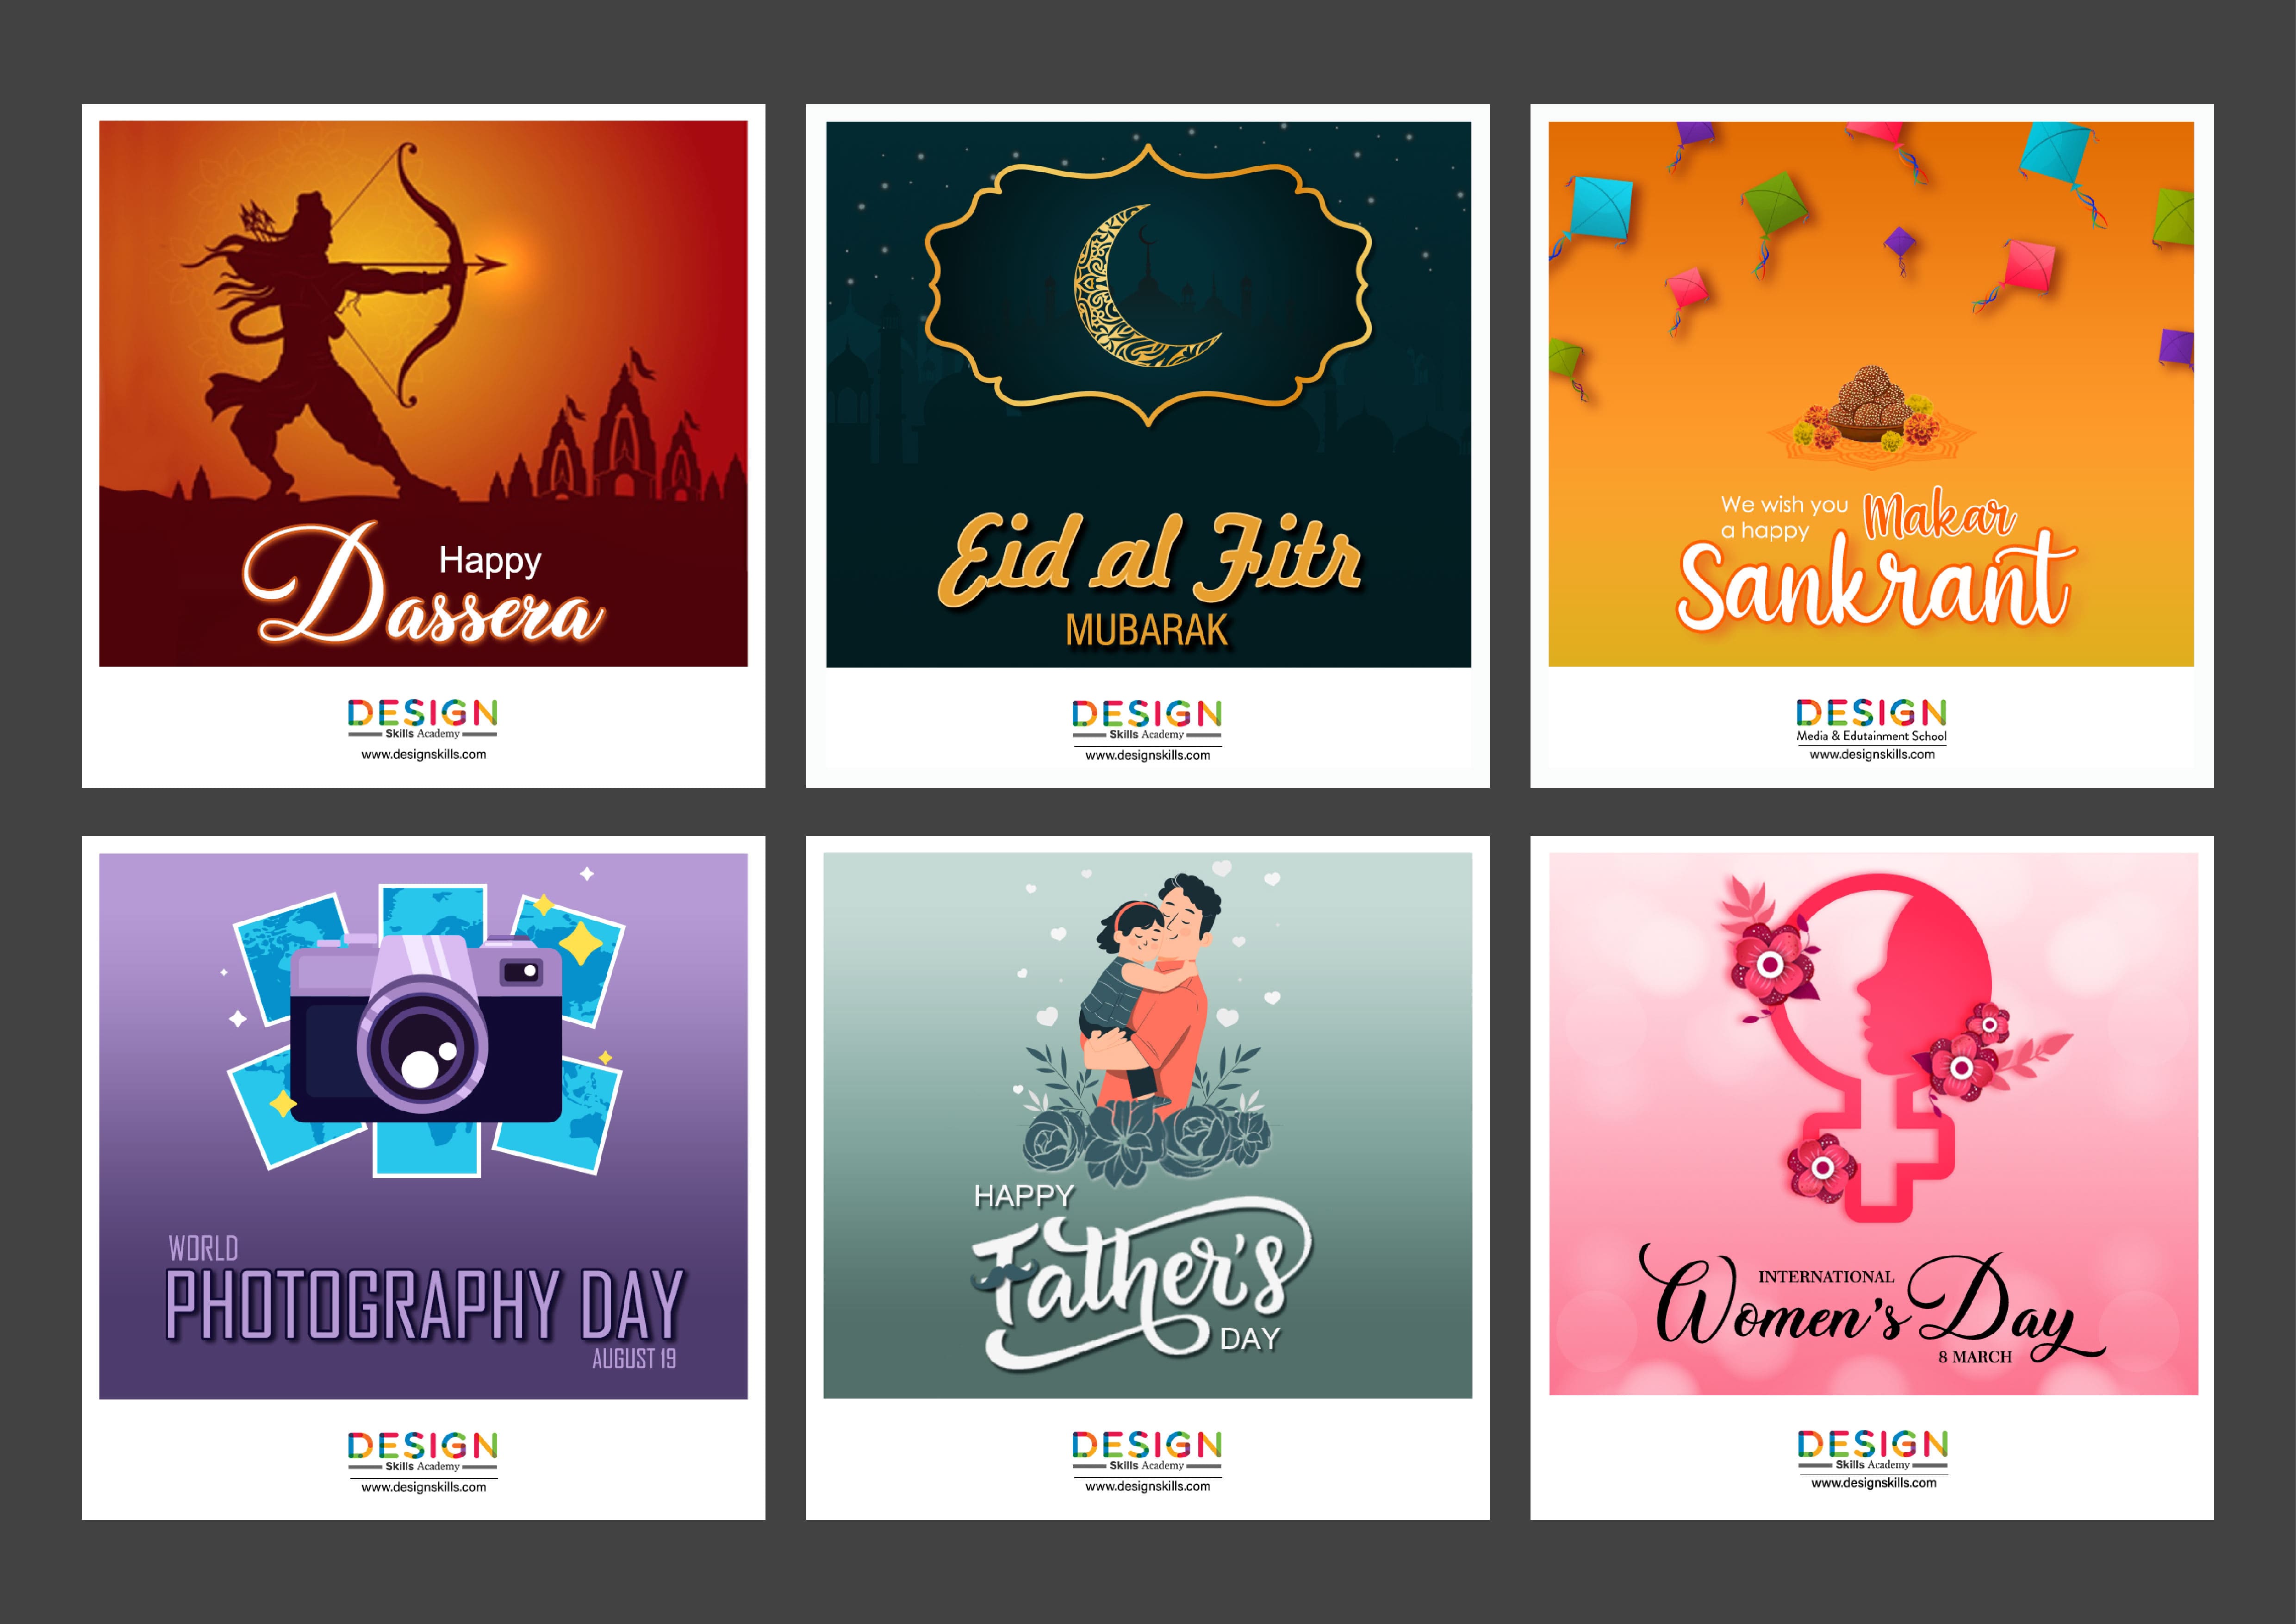 Happy
Dassera
DESIGN
Skills Academy
www.designskills.com
Eid al Fitr
MUBARAK
DESIGN
Skills Academy
www.designskills.com
We wish you
a happy Makar
Sankrant
DESIGN
Media & Edutainment School
www.designskills.com
WORLD
PHOTOGRAPHY DAY
AUGUST 19
DESIGN
Skills Academy
www.designskills.com
HAPPY
Father's
DAY
DESIGN
Skills Academy
www.designskills.com
INTERNATIONAL
Women's Day
8 MARCH
DESIGN
Skills Academy
www.designskills.com